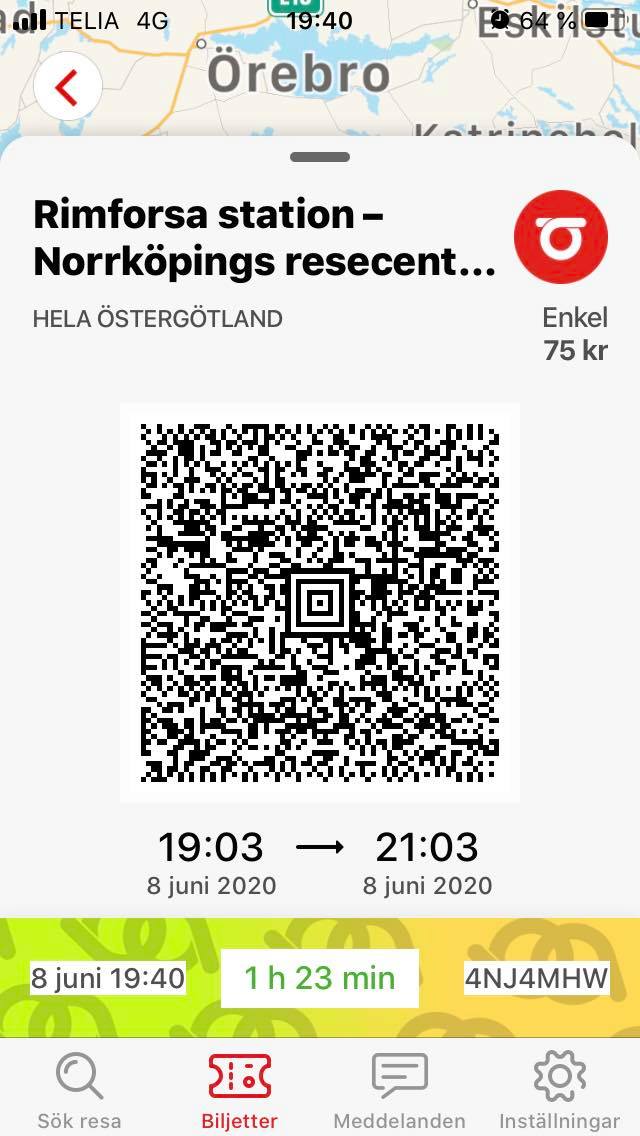 TELIA 4G 19:40 64 %
E18
Örebro
Rimforsa station –
Norrköpings resecent...
HELA ÖSTERGÖTLAND
Enkel
75 kr
19:03 → 21:03
8 juni 2020 8 juni 2020
8 juni 19:40 1 h 23 min 4NJ4MHW
Sök resa Biljetter Meddelanden Inställningar